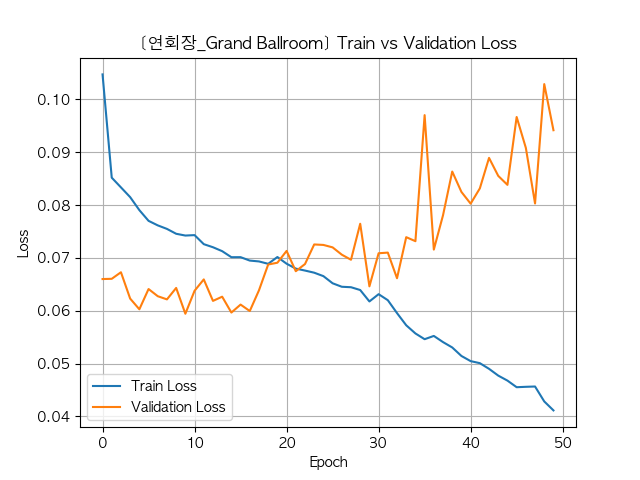 [연회장_Grand Ballroom] Train vs Validation Loss
Loss
0.10
0.09
0.08
0.07
0.06
0.05
0.04
Train Loss
Validation Loss
0
10
20
30
40
50
Epoch